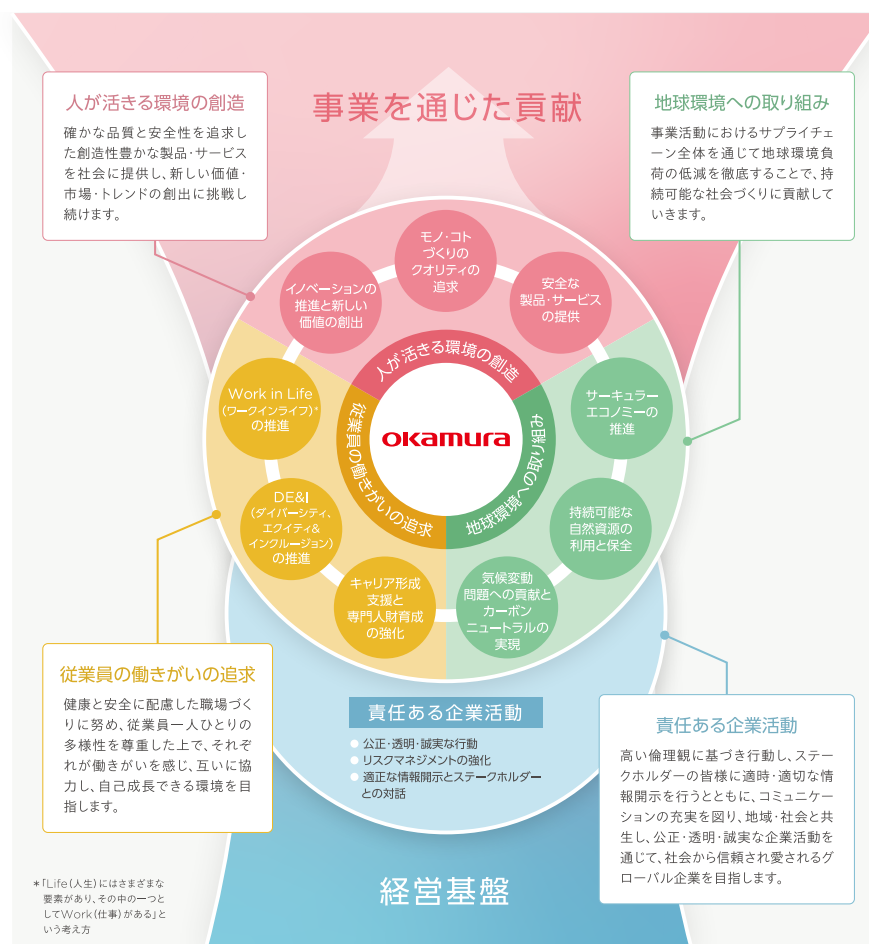 事業を通じた貢献
人が活きる環境の創造
確かな品質と安全性を追求し
た創造性豊かな製品・サービス
を社会に提供し、新しい価値・
市場・トレンドの創出に挑戦し
続けます。
地球環境への取り組み
事業活動におけるサプライチェ
ーン全体を通じて地球環境負
荷の低減を徹底することで、持
続可能な社会づくりに貢献して
いきます。
モノ・コト
づくりの
クオリティの
追求
イノベーションの
推進と新しい
価値の創出
安全な
製品・サービス
の提供
人が活きる環境の創造
Work in Life
(ワークインライフ)*
の推進
サーキュラー
エコノミーの
推進
okamura
従業員の働きがいの追求
地球環境への取り組み
DE&I
(ダイバーシティ、
エクイティ&
インクルージョン)
の推進
持続可能な
自然資源の
利用と保全
キャリア形成
支援と
専門人財育成
の強化
気候変動
問題への貢献と
カーボン
ニュートラルの
実現
従業員の働きがいの追求
健康と安全に配慮した職場づく
りに努め、従業員一人ひとりの
多様性を尊重した上で、それぞ
れが働きがいを感じ、互いに協
力し、自己成長できる環境を目
指します。
責任ある企業活動
● 公正・透明・誠実な行動
● リスクマネジメントの強化
● 適正な情報開示とステークホルダー
との対話
責任ある企業活動
高い倫理観に基づき行動し、ステー
クホルダーの皆様に適時・適切な情
報開示を行うとともに、コミュニケー
ションの充実を図り、地域・社会と共
生し、公正・透明・誠実な企業活動を
通じて、社会から信頼され愛されるグ
ローバル企業を目指します。
経営基盤
*「Life(人生)にはさまざまな
要素があり、その中の一つと
してWork(仕事)がある」と
いう考え方